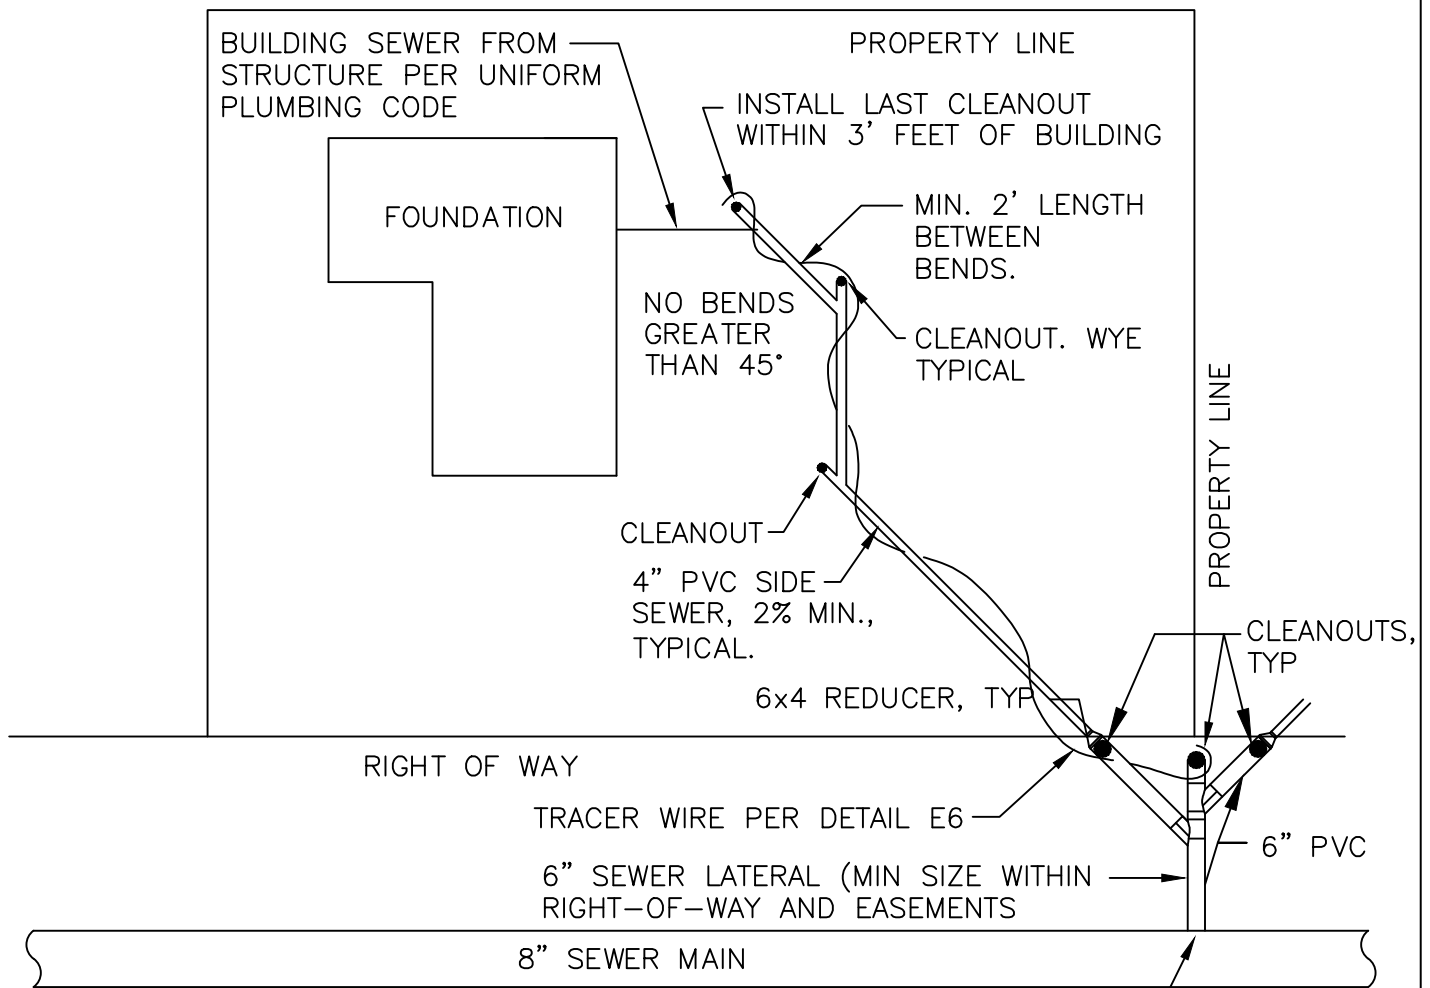 BUILDING SEWER FROM
STRUCTURE PER UNIFORM
PLUMBING CODE
PROPERTY LINE
INSTALL LAST CLEANOUT
WITHIN 3' FEET OF BUILDING
FOUNDATION
MIN. 2' LENGTH
BETWEEN
BENDS.
NO BENDS
GREATER
THAN 45°
CLEANOUT. WYE
TYPICAL
PROPERTY LINE
CLEANOUT
4" PVC SIDE
SEWER, 2% MIN.,
TYPICAL.
CLEANOUTS,
TYP
6x4 REDUCER, TYP
RIGHT OF WAY
TRACER WIRE PER DETAIL E6
6" PVC
6" SEWER LATERAL (MIN SIZE WITHIN
RIGHT-OF-WAY AND EASEMENTS
8" SEWER MAIN